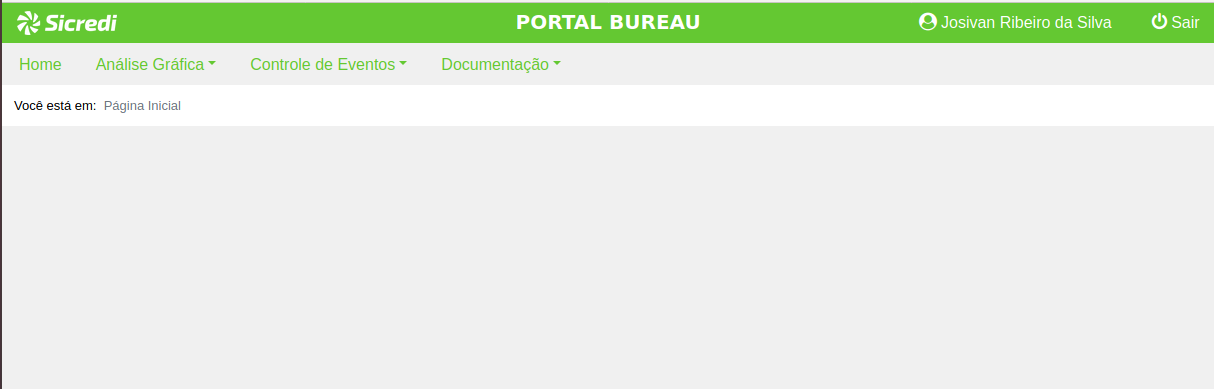 Sicredi PORTAL BUREAU Josivan Ribeiro da Silva Sair
Home Análise Gráfica Controle de Eventos Documentação
Você está em: Página Inicial